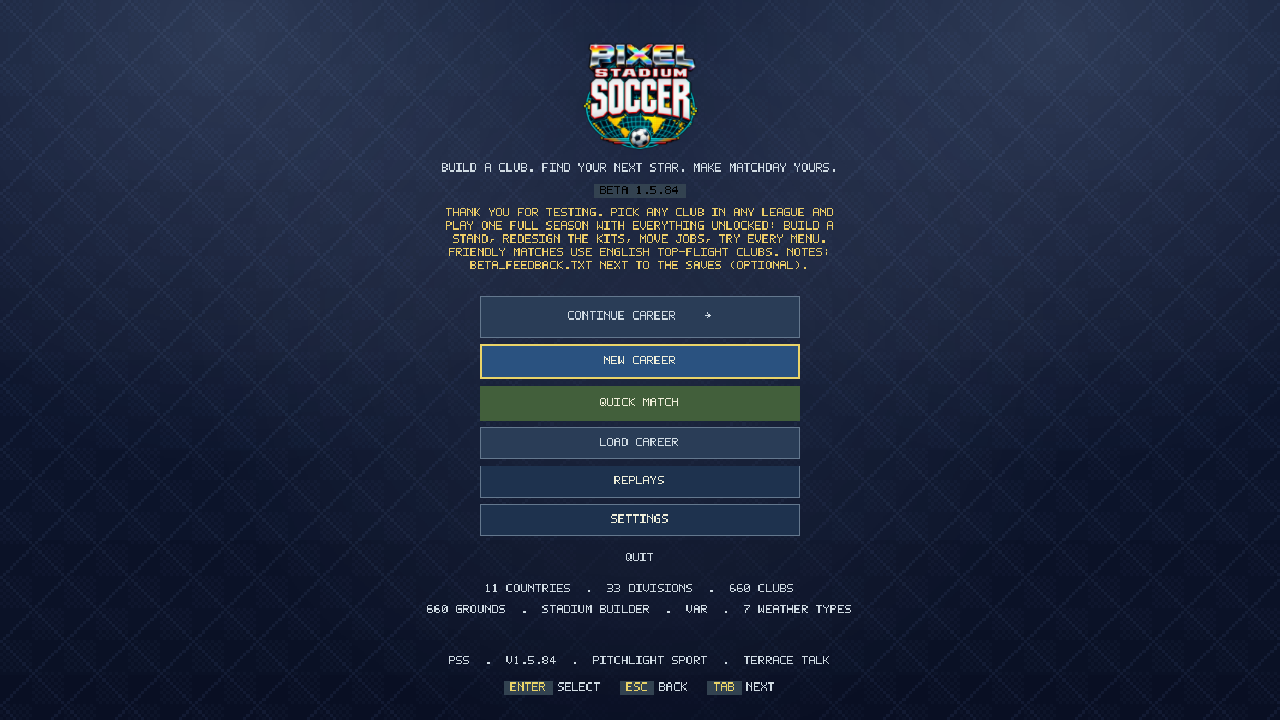 PIXEL
STADIUM
SOCCER
BUILD A CLUB. FIND YOUR NEXT STAR. MAKE MATCHDAY YOURS.
BETA 1.5.84
THANK YOU FOR TESTING. PICK ANY CLUB IN ANY LEAGUE AND
PLAY ONE FULL SEASON WITH EVERYTHING UNLOCKED: BUILD A
STAND, REDESIGN THE KITS, MOVE JOBS, TRY EVERY MENU.
FRIENDLY MATCHES USE ENGLISH TOP-FLIGHT CLUBS. NOTES:
BETA_FEEDBACK.TXT NEXT TO THE SAVES (OPTIONAL).
CONTINUE CAREER →
NEW CAREER
QUICK MATCH
LOAD CAREER
REPLAYS
SETTINGS
QUIT
11 COUNTRIES . 33 DIVISIONS . 660 CLUBS
660 GROUNDS . STADIUM BUILDER . VAR . 7 WEATHER TYPES
PSS . V1.5.84 . PITCHLIGHT SPORT . TERRACE TALK
ENTER SELECT ESC BACK TAB NEXT